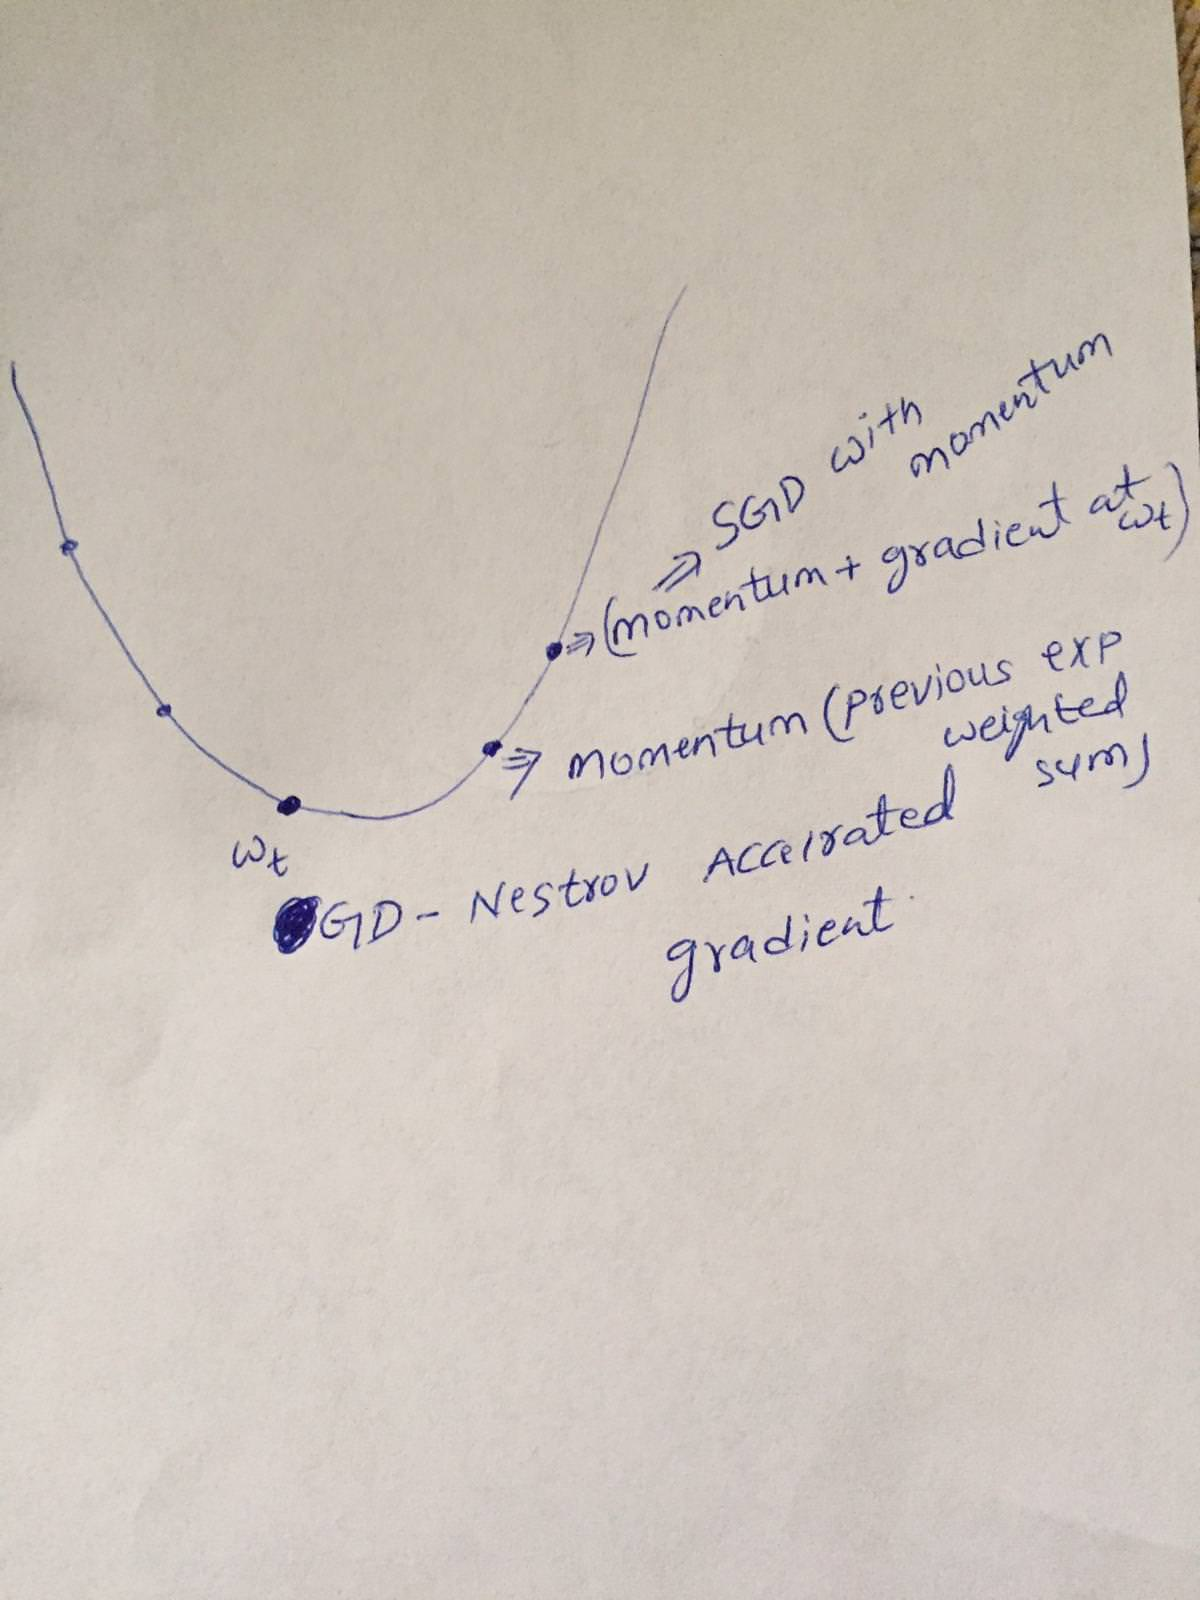 ⇒ SGD with
momentum
⇒ (momentum + gradient at
wt)
⇒ momentum (previous exp
weighted
sum)
wt
GD - Nestrov Accelrated
gradient.